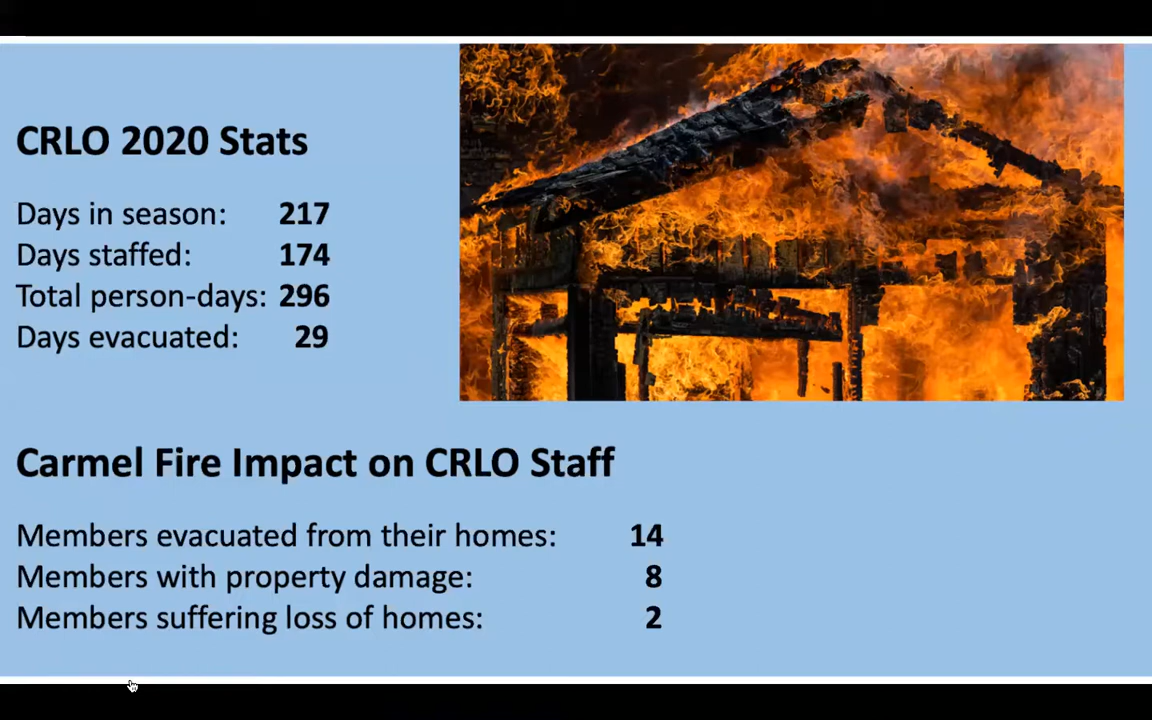 CRLO 2020 Stats
Days in season: 217
Days staffed: 174
Total person-days: 296
Days evacuated: 29
Carmel Fire Impact on CRLO Staff
Members evacuated from their homes: 14
Members with property damage: 8
Members suffering loss of homes: 2